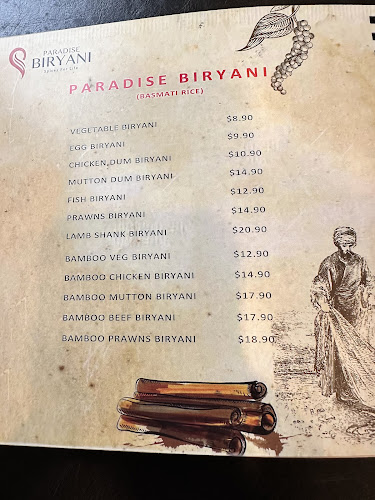 PARADISE
BIRYANI
Spices For Life
PARADISE BIRYANI
(BASMATI RICE)
VEGETABLE BIRYANI $8.90
EGG BIRYANI $9.90
CHICKEN DUM BIRYANI $10.90
MUTTON DUM BIRYANI $14.90
FISH BIRYANI $12.90
PRAWNS BIRYANI $14.90
LAMB SHANK BIRYANI $20.90
BAMBOO VEG BIRYANI $12.90
BAMBOO CHICKEN BIRYANI $14.90
BAMBOO MUTTON BIRYANI $17.90
BAMBOO BEEF BIRYANI $17.90
BAMBOO PRAWNS BIRYANI $18.90